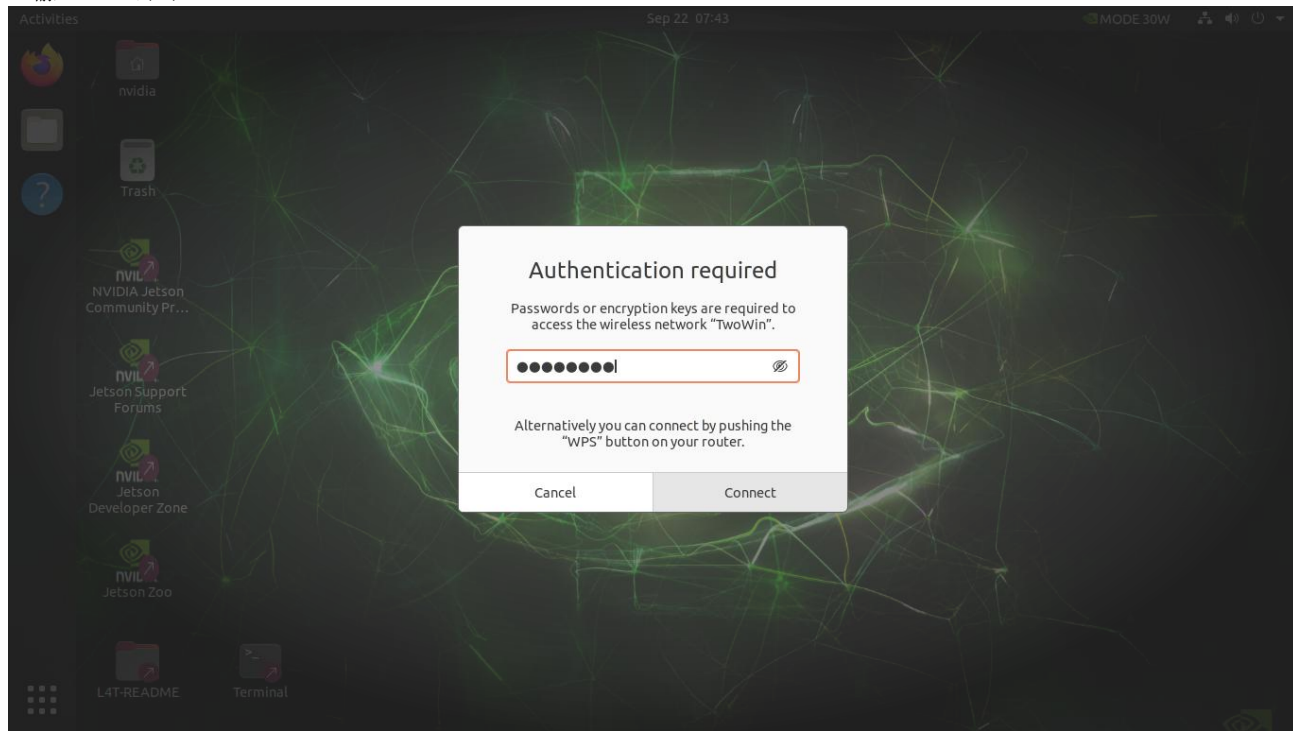 Activities
Sep 22 07:43
MODE 30W
nvidia
Trash
NVIDIA Jetson
Community Pr...
Jetson Support
Forums
Jetson
Developer Zone
Jetson Zoo
L4T-README
Terminal
Authentication required
Passwords or encryption keys are required to
access the wireless network “TwoWin”.
Alternatively you can connect by pushing the
“WPS” button on your router.
Cancel
Connect